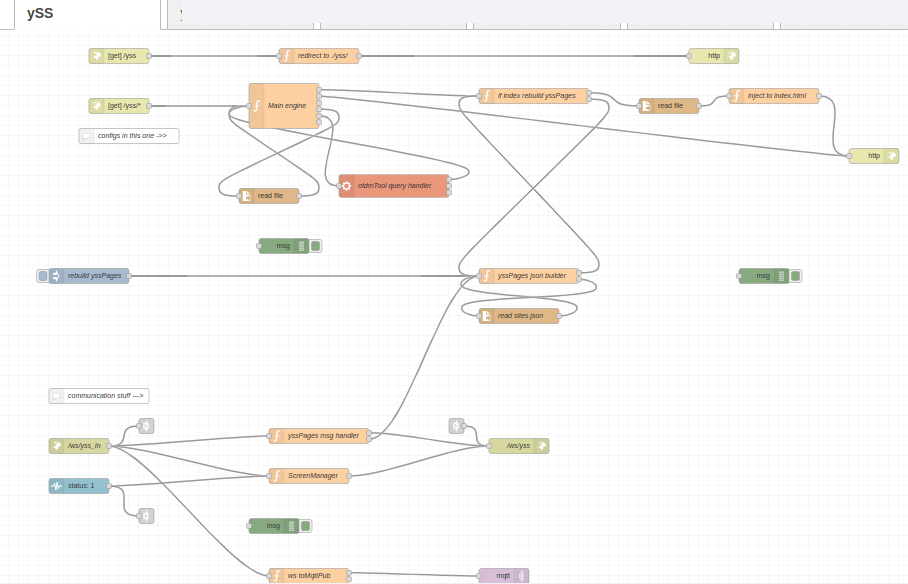 ySS
[get] /yss
redirect to ./yss/
http
[get] /yss/*
Main engine
if index rebuild yssPages
read file
inject to index.html
configs in this one ->>
http
read file
otdmTool query handler
msg
rebuild yssPages
yssPages json builder
msg
read sites.json
communication stuff --->
/ws/yss_In
yssPages msg handler
/ws/yss
status: 1
ScreenManager
msg
ws toMqttPub
mqtt